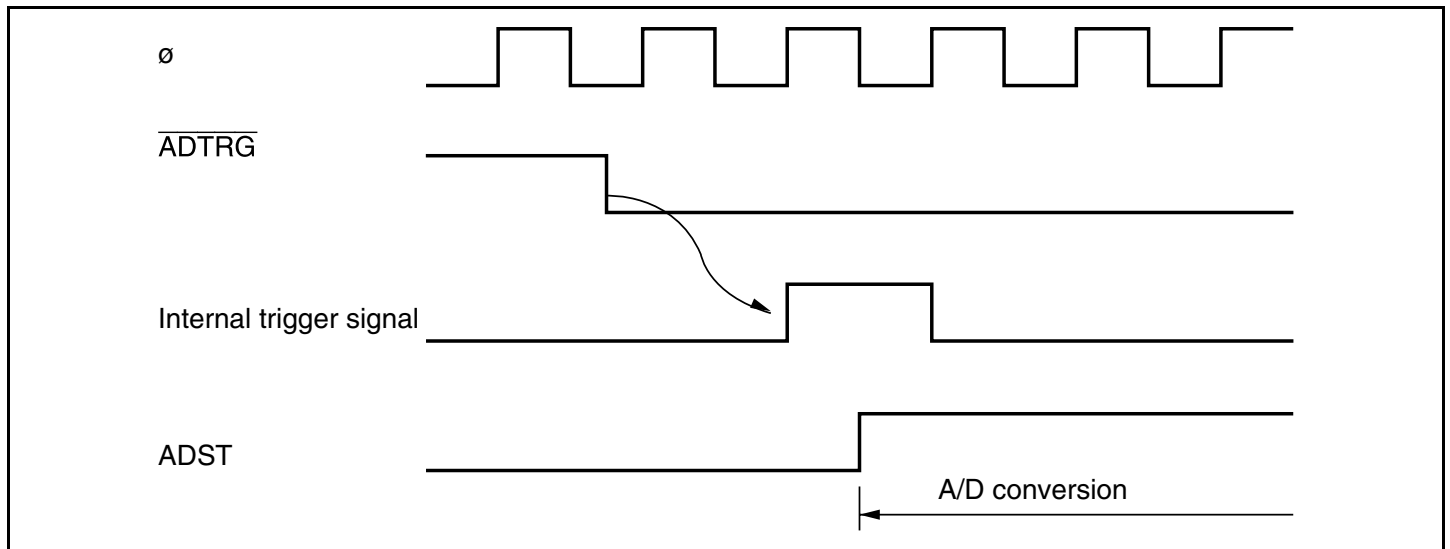 ø
ADTRG
Internal trigger signal
ADST
A/D conversion